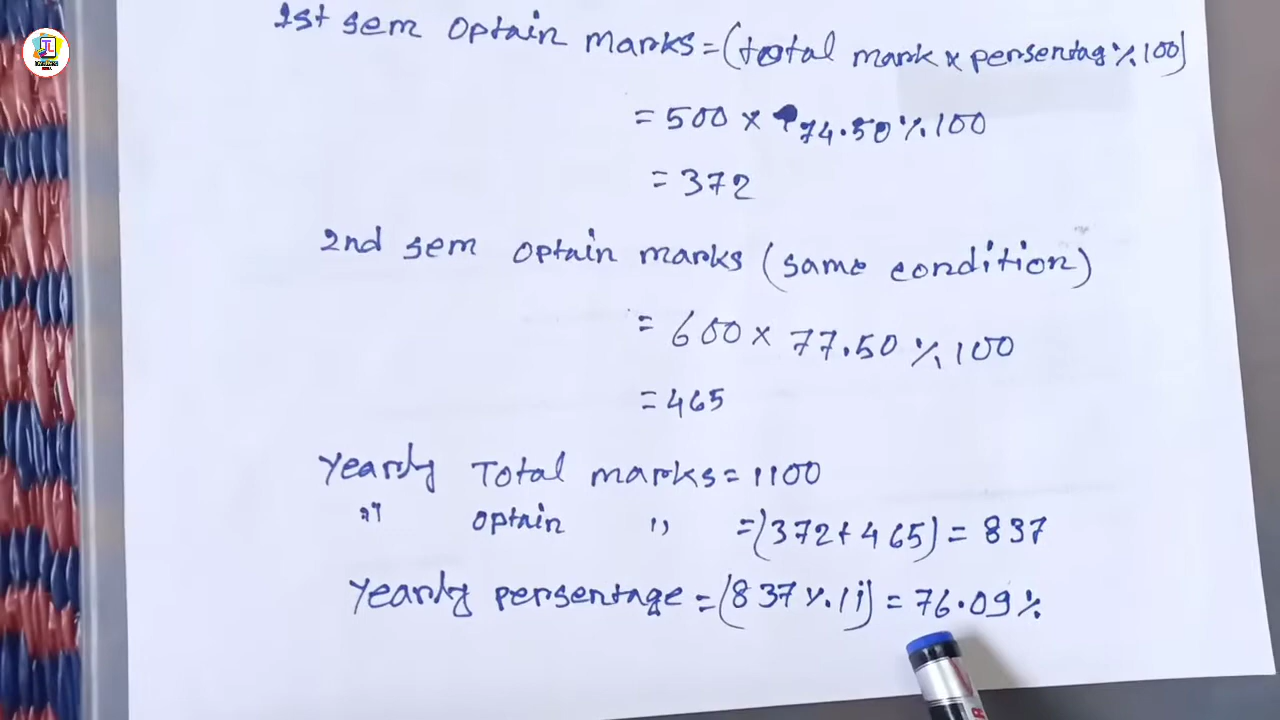 1st sem Optain marks=(total mark x persentag%100)
= 500 x 74.50%100
= 372
2nd sem Optain marks (same condition)
= 600 x 77.50%100
= 465
Yearly Total marks = 1100
" Optain " =(372+465) = 837
Yearly persentage =(837%11) = 76.09%